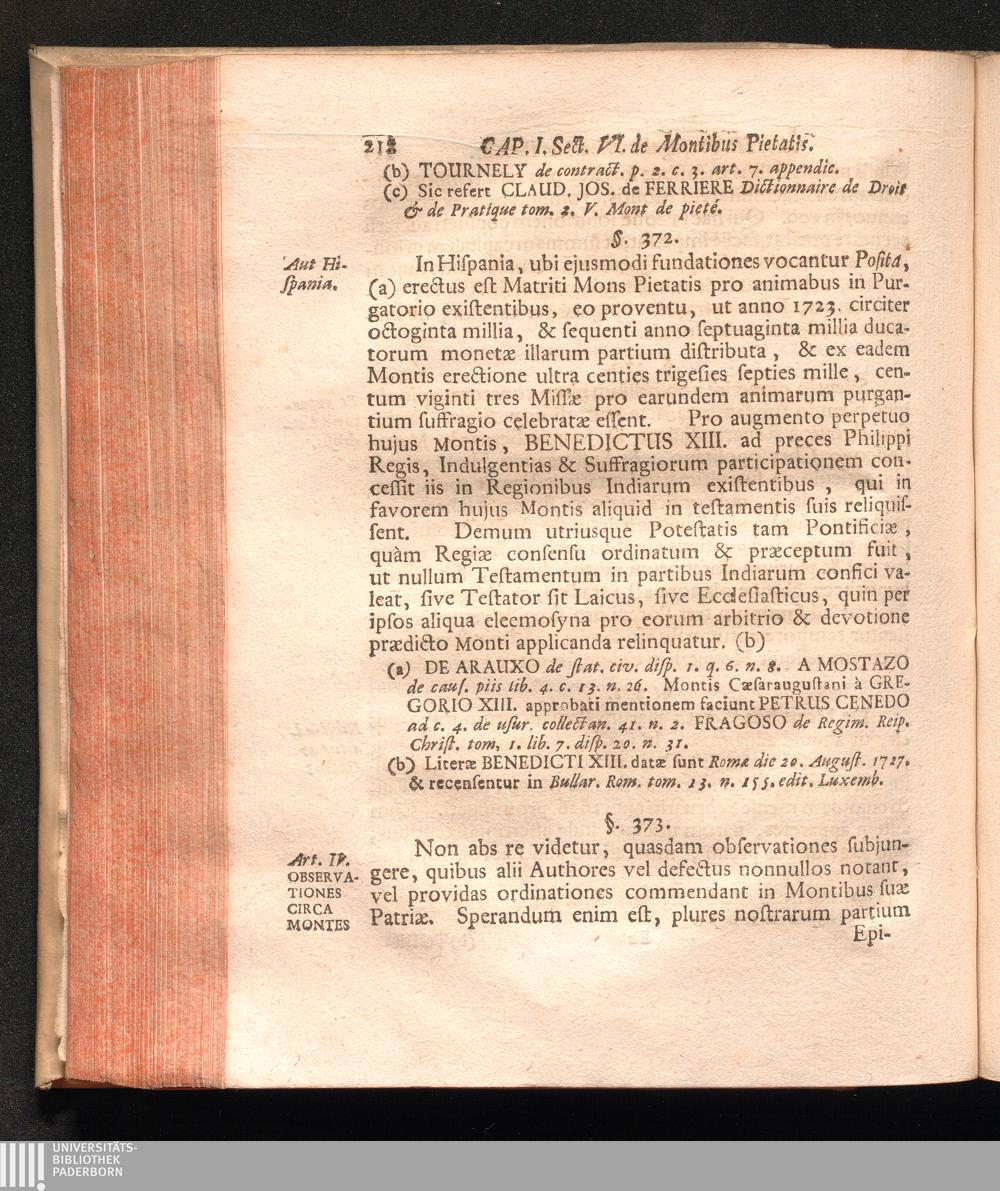 218 CAP. I. Sect. VI. de Montibus Pietatis.
(b) TOURNELY de contract. p. 2. c. 3. art. 7. appendic.
(c) Sic refert CLAUD. JOS. de FERRIERE Dictionnaire de Droit
& de Pratique tom. 2. V. Mont de pieté.
§. 372.
Aut Hi-
spania.
In Hiſpania, ubi ejusmodi fundationes vocantur Poſita,
(a) erectus eſt Matriti Mons Pietatis pro animabus in Pur-
gatorio exiſtentibus, eo proventu, ut anno 1723. circiter
octoginta millia, & ſequenti anno ſeptuaginta millia duca-
torum monetæ illarum partium diſtributa, & ex eadem
Montis erectione ultra centies trigeſies ſepties mille, cen-
tum viginti tres Miſſæ pro earundem animarum purgan-
tium ſuffragio celebratæ eſſent. Pro augmento perpetuo
hujus Montis, BENEDICTUS XIII. ad preces Philippi
Regis, Indulgentias & Suffragiorum participationem con-
ceſſit iis in Regionibus Indiarum exiſtentibus, qui in
favorem hujus Montis aliquid in teſtamentis ſuis reliquiſ-
ſent. Demum utriusque Poteſtatis tam Pontificiæ,
quàm Regiæ conſenſu ordinatum & præceptum fuit,
ut nullum Teſtamentum in partibus Indiarum confici va-
leat, ſive Teſtator ſit Laicus, ſive Eccleſiaſticus, quin per
ipſos aliqua eleemoſyna pro eorum arbitrio & devotione
prædicto Monti applicanda relinquatur. (b)
(a) DE ARAUXO de ſtat. civ. diſp. 1. q. 6. n. 8. A MOSTAZO
de cauſ. piis lib. 4. c. 13. n. 26. Montis Cæſarauguſtani à GRE-
GORIO XIII. approbati mentionem faciunt PETRUS CENEDO
ad c. 4. de uſur. collectan. 41. n. 2. FRAGOSO de Regim. Reip.
Chriſt. tom. 1. lib. 7. diſp. 20. n. 31.
(b) Literæ BENEDICTI XIII. datæ ſunt Romæ die 20. Auguſt. 1727.
& recenſentur in Bullar. Rom. tom. 13. n. 155. edit. Luxemb.
§. 373.
Art. IV.
OBSERVA-
TIONES
CIRCA
MONTES
Non abs re videtur, quasdam obſervationes ſubjun-
gere, quibus alii Authores vel defectus nonnullos notant,
vel providas ordinationes commendant in Montibus ſuæ
Patriæ. Sperandum enim eſt, plures noſtrarum partium
Epi-
UNIVERSITÄTS-
BIBLIOTHEK
PADERBORN